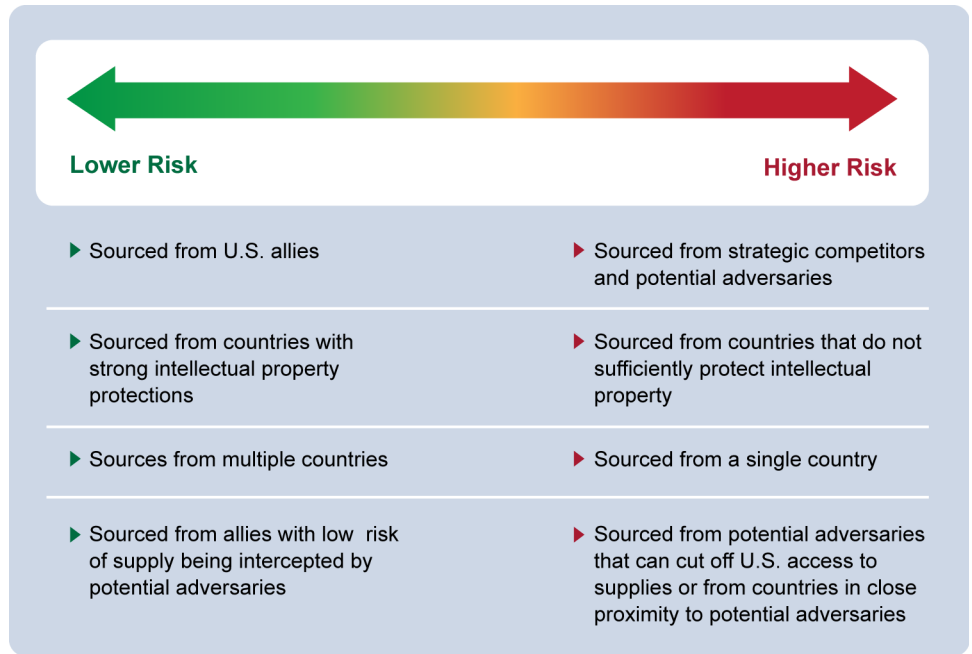 Lower Risk
Higher Risk
Sourced from U.S. allies
Sourced from strategic competitors
and potential adversaries
Sourced from countries with
strong intellectual property
protections
Sourced from countries that do not
sufficiently protect intellectual
property
Sources from multiple countries
Sourced from a single country
Sourced from allies with low  risk
of supply being intercepted by
potential adversaries
Sourced from potential adversaries
that can cut off U.S. access to
supplies or from countries in close
proximity to potential adversaries